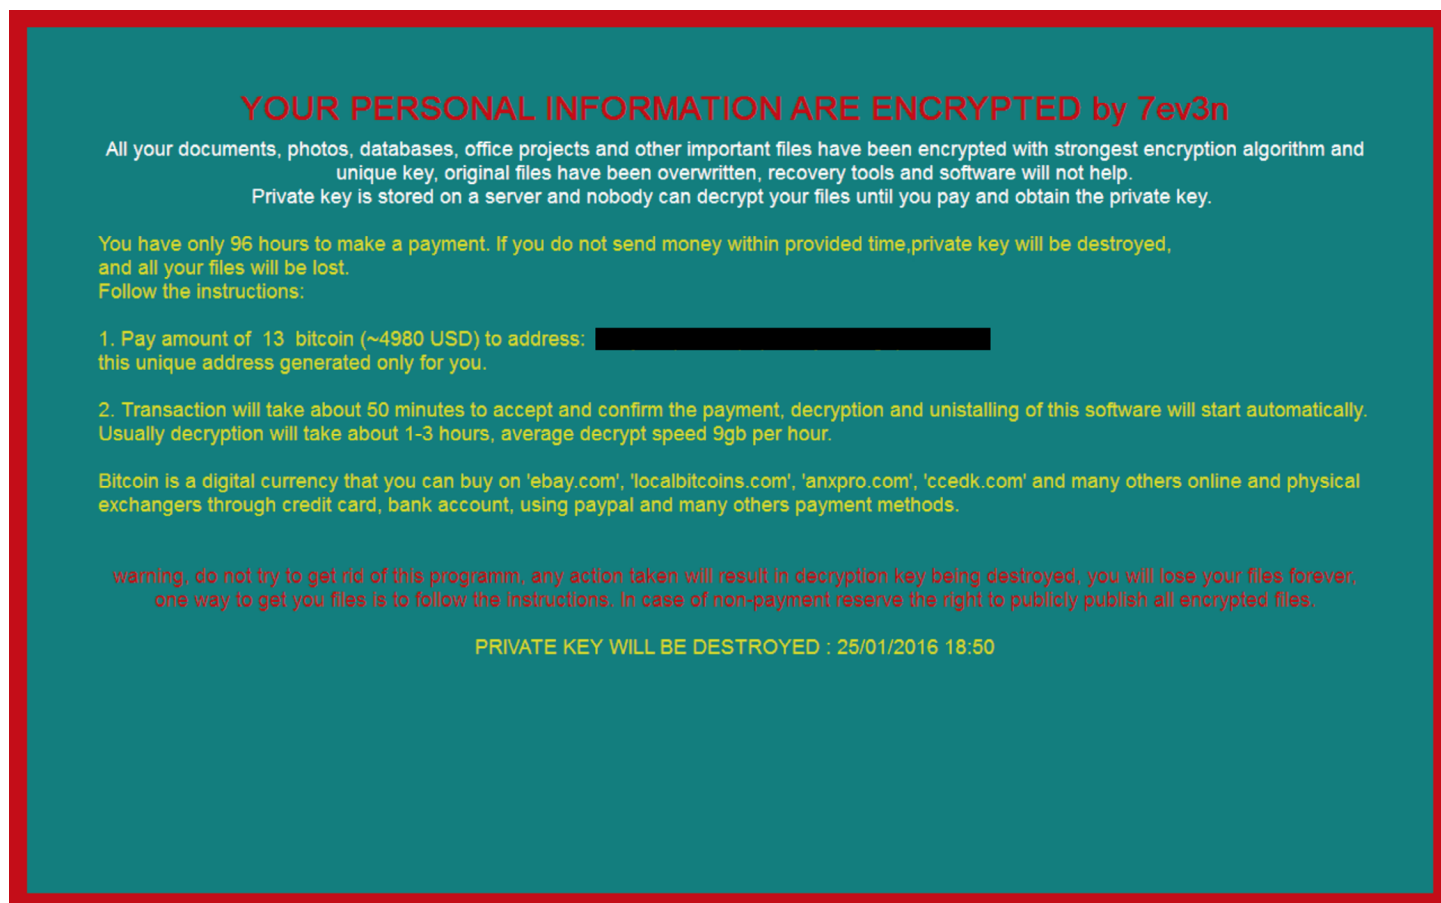 YOUR PERSONAL INFORMATION ARE ENCRYPTED by 7ev3n
All your documents, photos, databases, office projects and other important files have been encrypted with strongest encryption algorithm and
unique key, original files have been overwritten, recovery tools and software will not help.
Private key is stored on a server and nobody can decrypt your files until you pay and obtain the private key.
You have only 96 hours to make a payment. If you do not send money within provided time,private key will be destroyed,
and all your files will be lost.
Follow the instructions:
1. Pay amount of  13  bitcoin (~4980 USD) to address:
this unique address generated only for you.
2. Transaction will take about 50 minutes to accept and confirm the payment, decryption and unistalling of this software will start automatically.
Usually decryption will take about 1-3 hours, average decrypt speed 9gb per hour.
Bitcoin is a digital currency that you can buy on 'ebay.com', 'localbitcoins.com', 'anxpro.com', 'ccedk.com' and many others online and physical
exchangers through credit card, bank account, using paypal and many others payment methods.
warning, do not try to get rid of this programm, any action taken will result in decryption key being destroyed, you will lose your files forever,
one way to get you files is to follow the instructions. In case of non-payment reserve the right to publicly publish all encrypted files.
PRIVATE KEY WILL BE DESTROYED : 25/01/2016 18:50